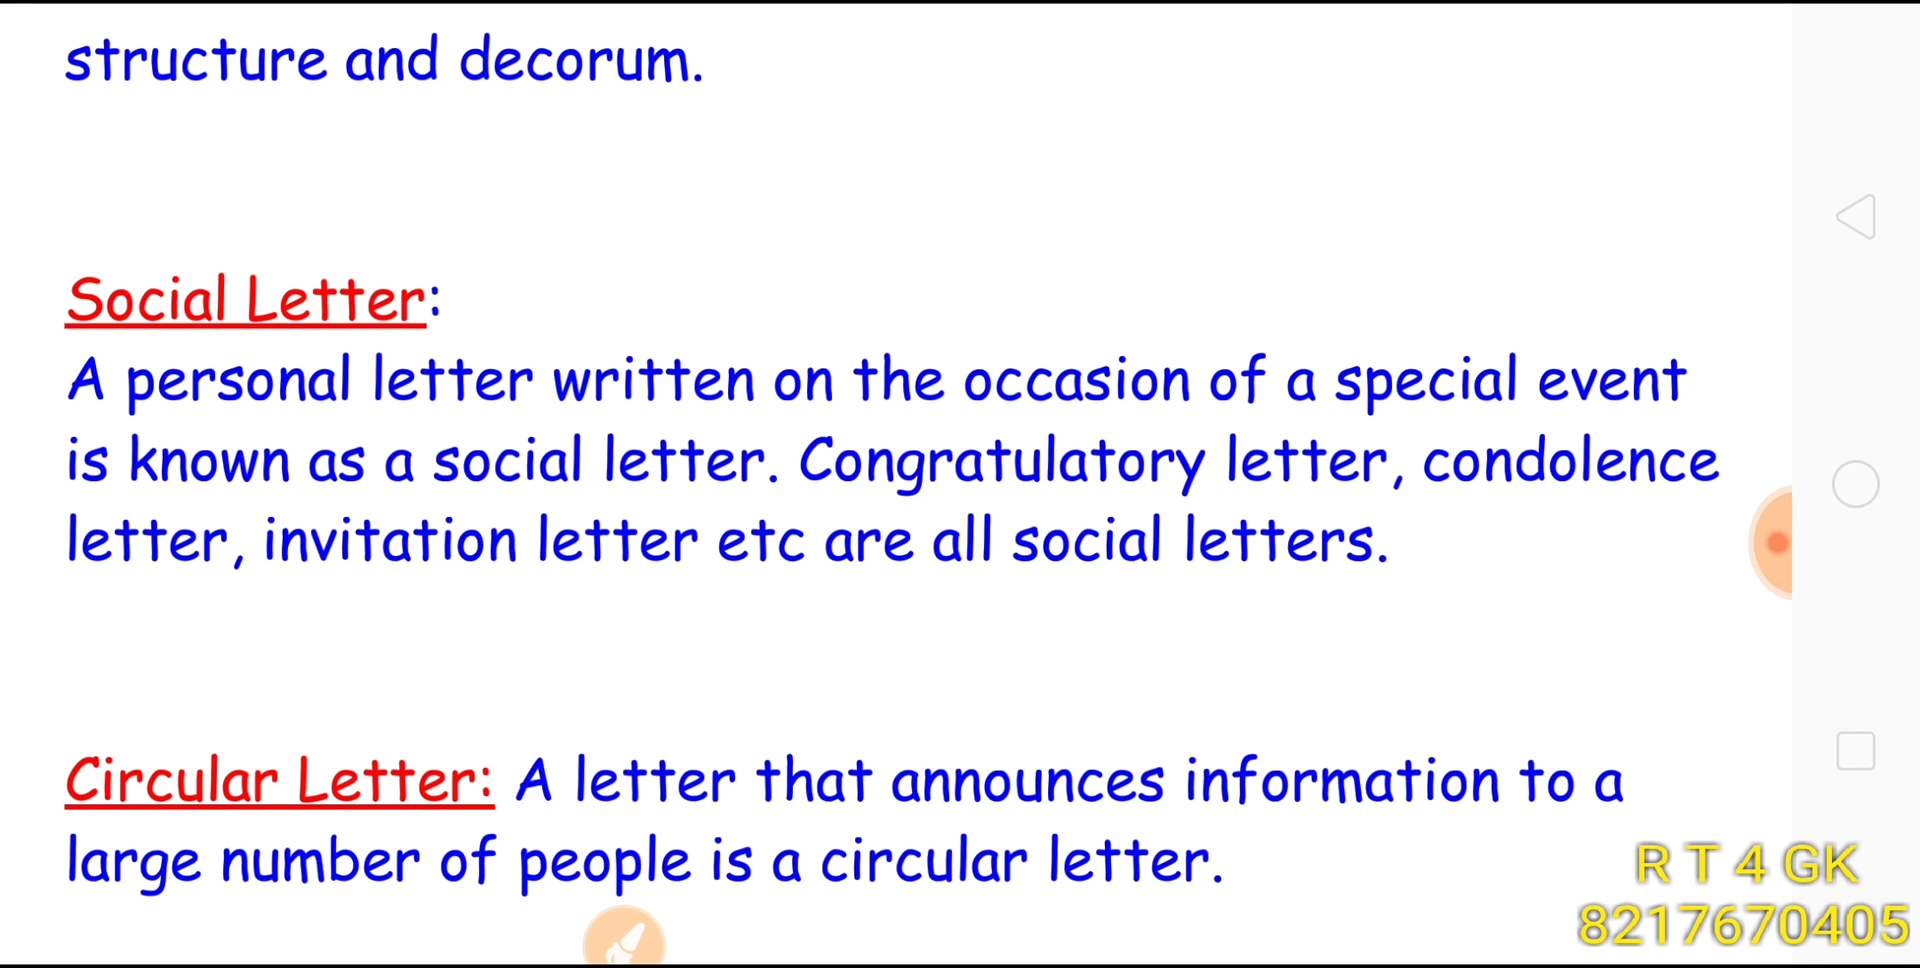 structure and decorum.
Social Letter:
A personal letter written on the occasion of a special event
is known as a social letter. Congratulatory letter, condolence
letter, invitation letter etc are all social letters.
Circular Letter: A letter that announces information to a
large number of people is a circular letter.
R T 4 GK
8217670405